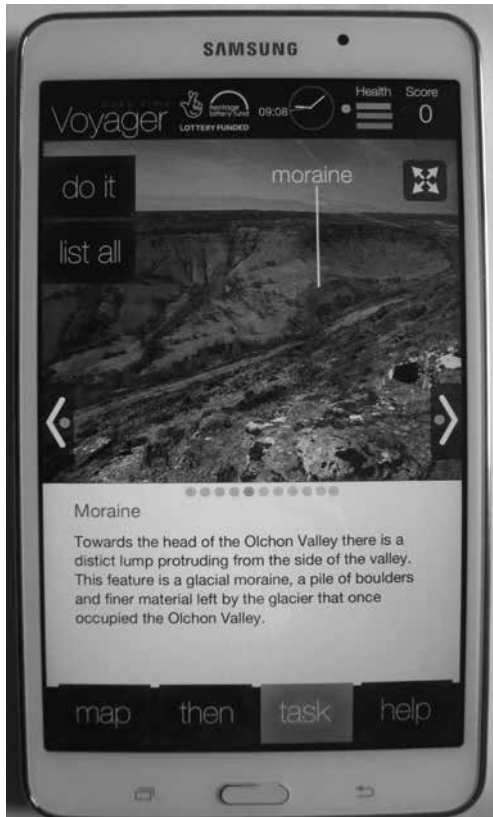 SAMSUNG
Voyager
heritage
lottery fund
LOTTERY FUNDED
09:08
Health
Score
0
do it
list all
moraine
Moraine
Towards the head of the Olchon Valley there is a
distict lump protruding from the side of the valley.
This feature is a glacial moraine, a pile of boulders
and finer material left by the glacier that once
occupied the Olchon Valley.
map then task help